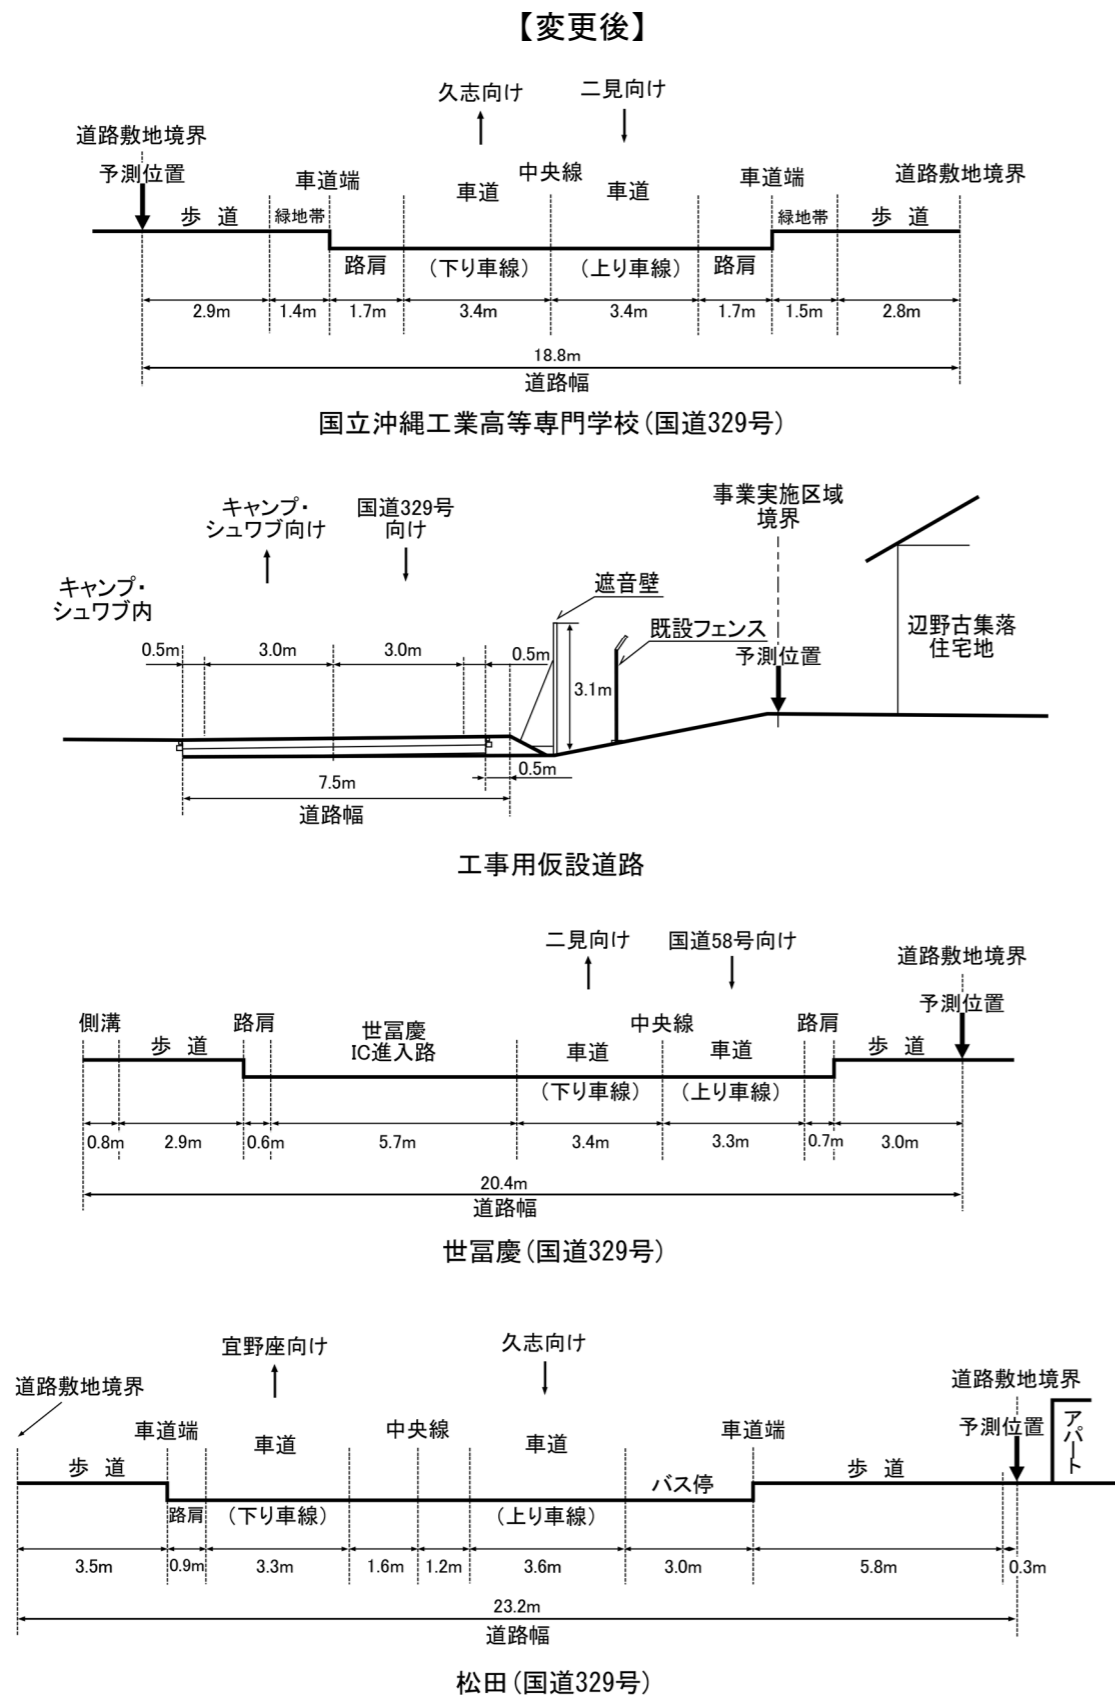 【変更後】
久志向け
二見向け
道路敷地境界
予測位置
車道端
車道
中央線
車道
車道端
道路敷地境界
歩 道
緑地帯
緑地帯
歩 道
路肩
(下り車線)
(上り車線)
路肩
2.9m
1.4m
1.7m
3.4m
3.4m
1.7m
1.5m
2.8m
18.8m
道路幅
国立沖縄工業高等専門学校(国道329号)
キャンプ・
シュワブ向け
国道329号
向け
事業実施区域
境界
キャンプ・
シュワブ内
遮音壁
既設フェンス
辺野古集落
住宅地
予測位置
0.5m
3.0m
3.0m
0.5m
3.1m
0.5m
7.5m
道路幅
工事用仮設道路
二見向け
国道58号向け
道路敷地境界
予測位置
側溝
歩 道
路肩
世冨慶
IC進入路
車道
中央線
車道
路肩
歩 道
(下り車線)
(上り車線)
0.8m
2.9m
0.6m
5.7m
3.4m
3.3m
0.7m
3.0m
20.4m
道路幅
世冨慶(国道329号)
宜野座向け
久志向け
道路敷地境界
道路敷地境界
車道端
車道
中央線
車道
車道端
予測位置
アパート
歩 道
バス停
歩 道
路肩
(下り車線)
(上り車線)
3.5m
0.9m
3.3m
1.6m
1.2m
3.6m
3.0m
5.8m
0.3m
23.2m
道路幅
松田(国道329号)